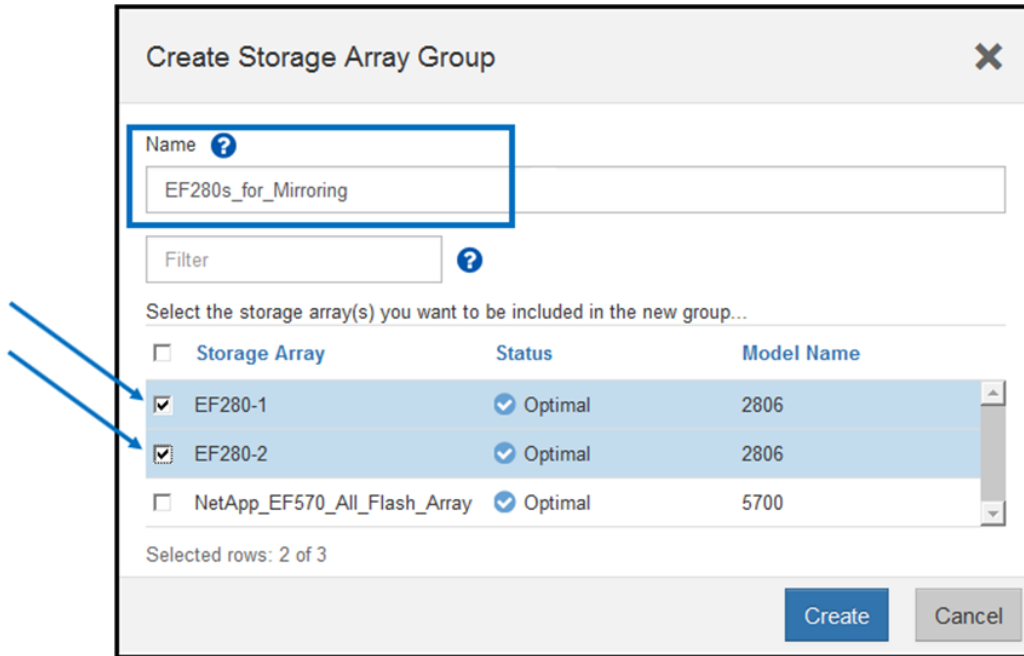 Create Storage Array Group
Name
EF280s_for_Mirroring
Filter
Select the storage array(s) you want to be included in the new group...
Storage Array Status Model Name
EF280-1 Optimal 2806
EF280-2 Optimal 2806
NetApp_EF570_All_Flash_Array Optimal 5700
Selected rows: 2 of 3
Create Cancel